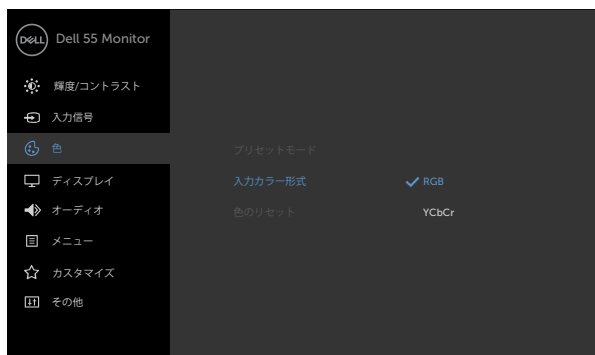 DELL Dell 55 Monitor
輝度/コントラスト
入力信号
色
プリセットモード
ディスプレイ
入力カラー形式 RGB
オーディオ
色のリセット YCbCr
メニュー
カスタマイズ
その他